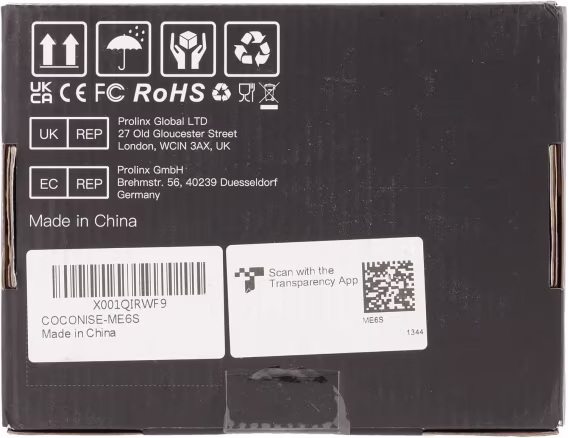 UK CA CE FC RoHS
UK REP
Prolinx Global LTD
27 Old Gloucester Street
London, WCIN 3AX, UK
EC REP
Prolinx GmbH
Brehmstr. 56, 40239 Duesseldorf
Germany
Made in China
X001QIRWF9
COCONISE-ME6S
Made in China
Scan with the
Transparency App
ME6S
1344